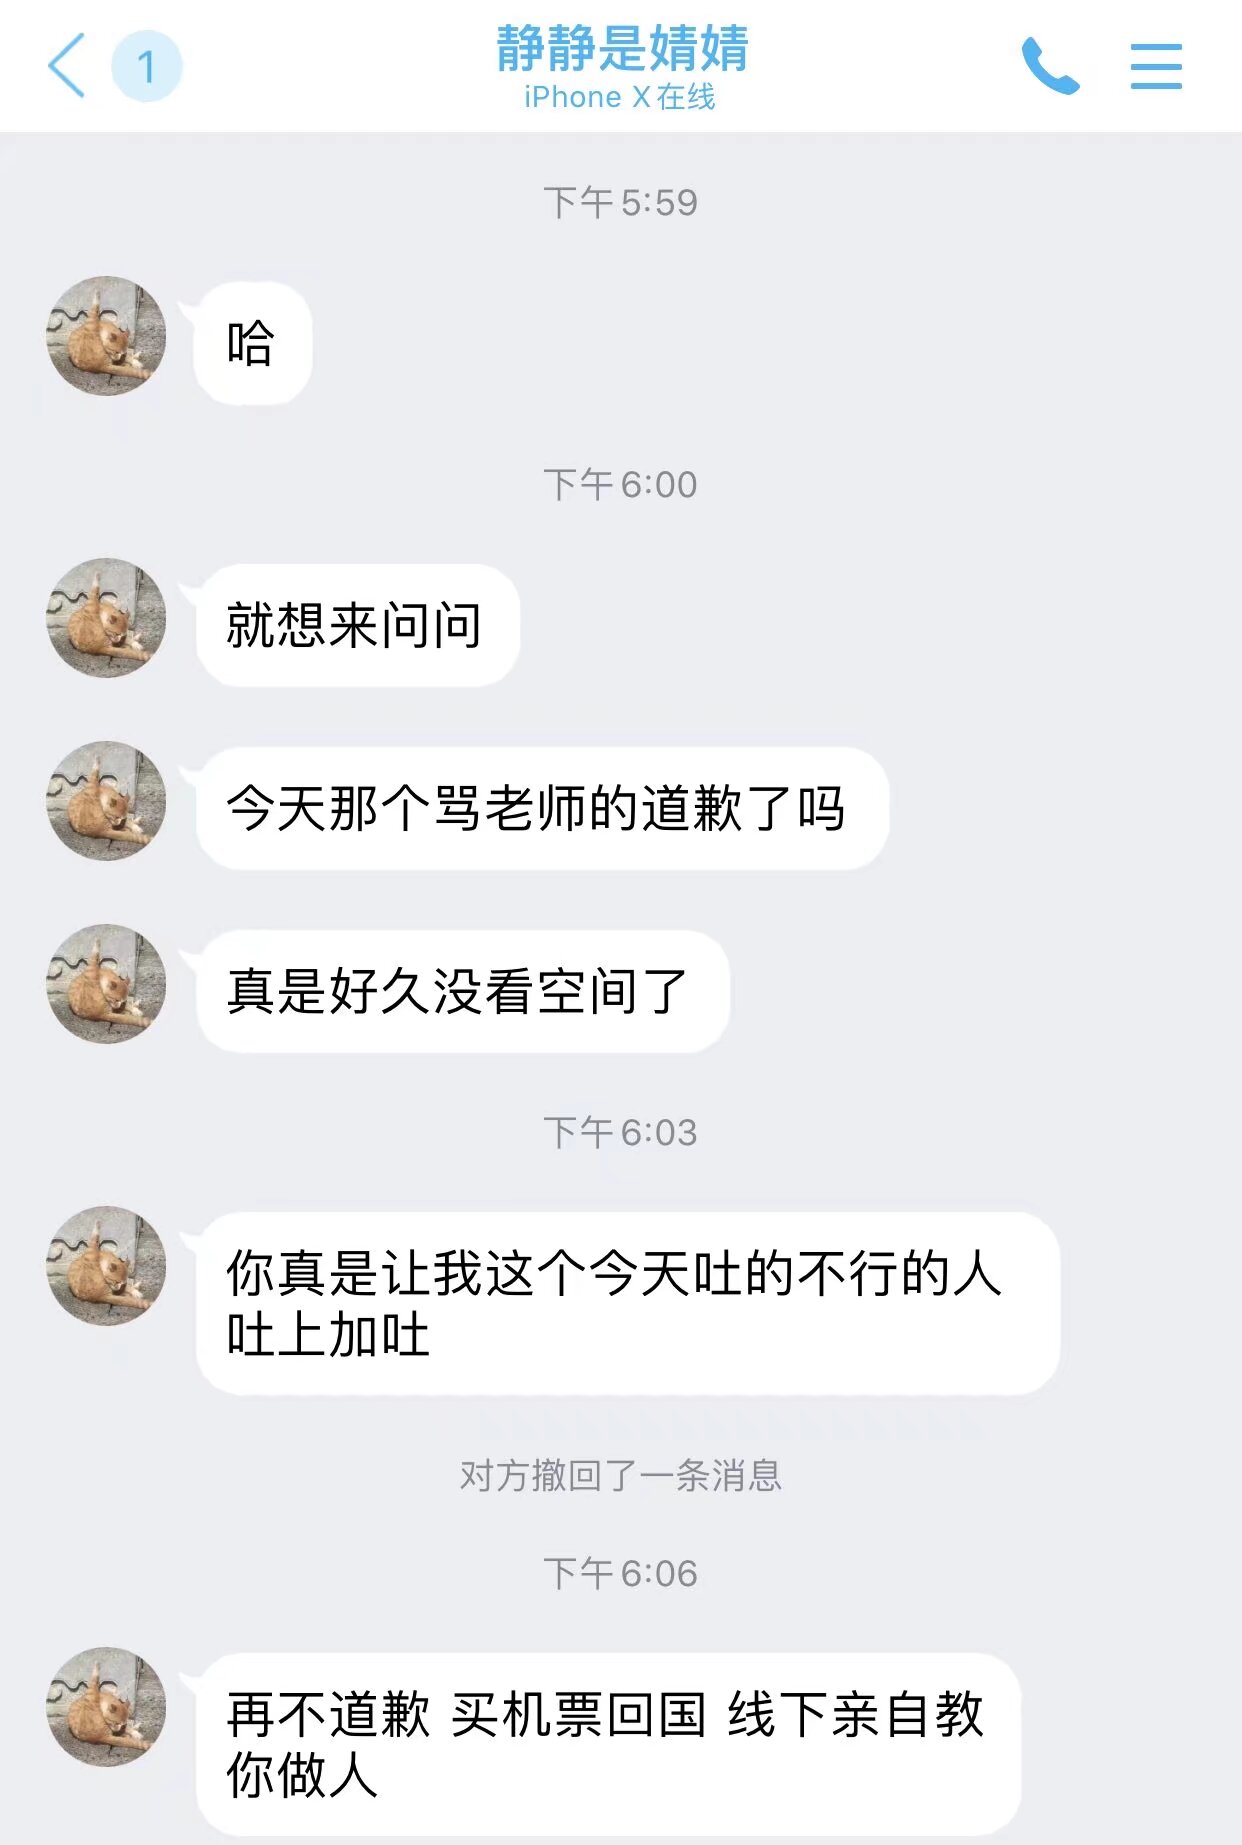 1
静静是婧婧
iPhone X在线
下午5:59
哈
下午6:00
就想来问问
今天那个骂老师的道歉了吗
真是好久没看空间了
下午6:03
你真是让我这个今天吐的不行的人
吐上加吐
对方撤回了一条消息
下午6:06
再不道歉 买机票回国 线下亲自教
你做人